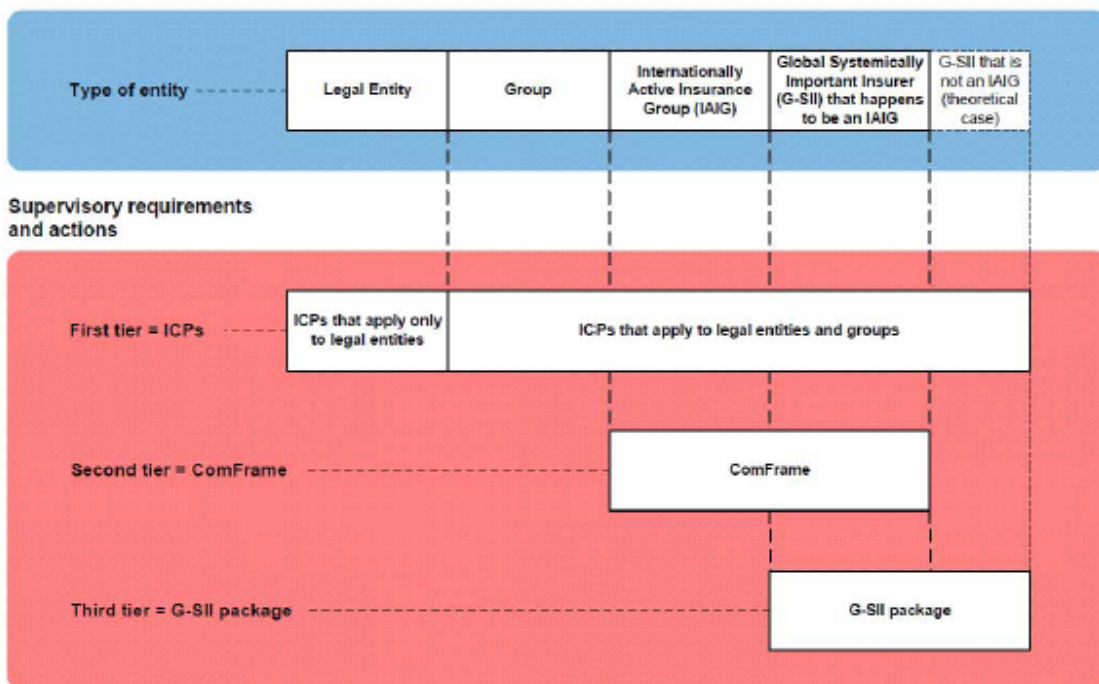 Type of entity
Legal Entity
Group
Internationally
Active Insurance
Group (IAIG)
Global Systemically
Important Insurer
(G-SII) that happens
to be an IAIG
G-SII that is
not an IAIG
(theoretical
case)
Supervisory requirements
and actions
First tier = ICPs
ICPs that apply only
to legal entities
ICPs that apply to legal entities and groups
Second tier = ComFrame
ComFrame
Third tier = G-SII package
G-SII package